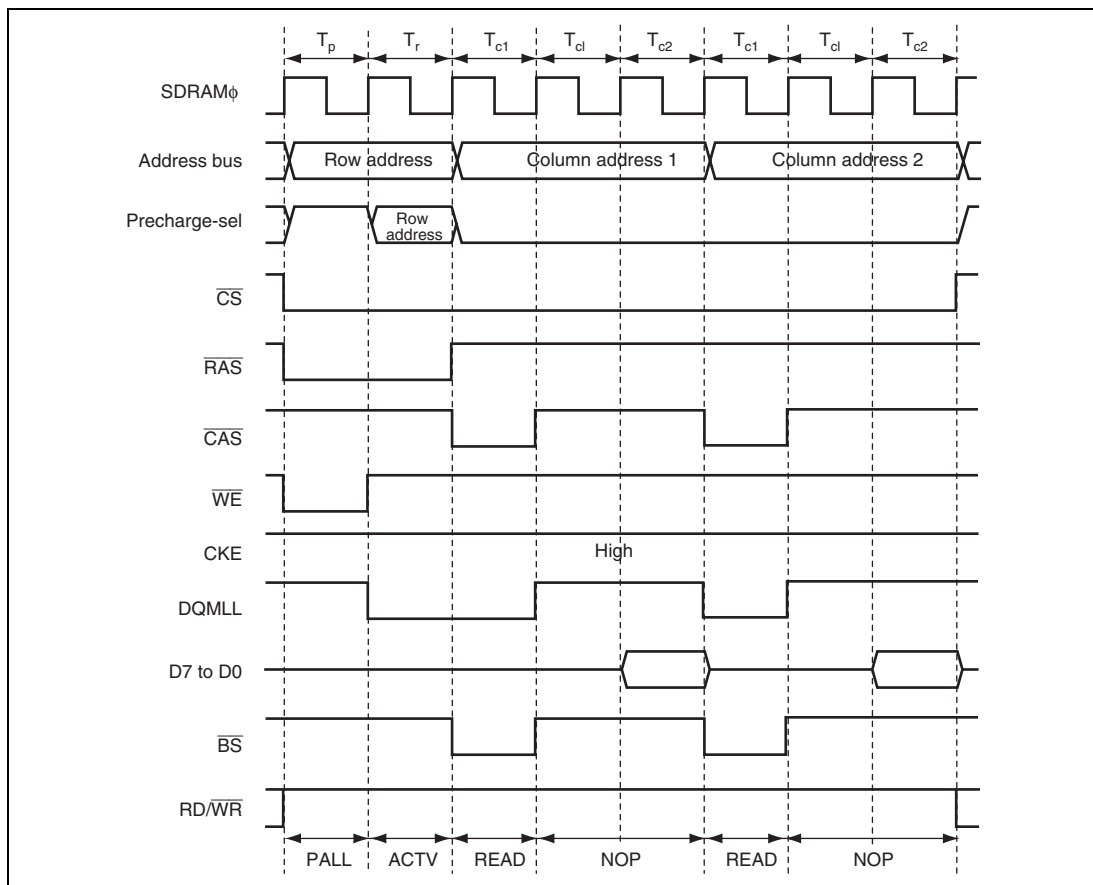 Tp Tr Tc1 Tcl Tc2 Tc1 Tcl Tc2
SDRAMϕ
Address bus Row address Column address 1 Column address 2
Precharge-sel Row
address
CS
RAS
CAS
WE
CKE High
DQMLL
D7 to D0
BS
RD/WR
PALL ACTV READ NOP READ NOP